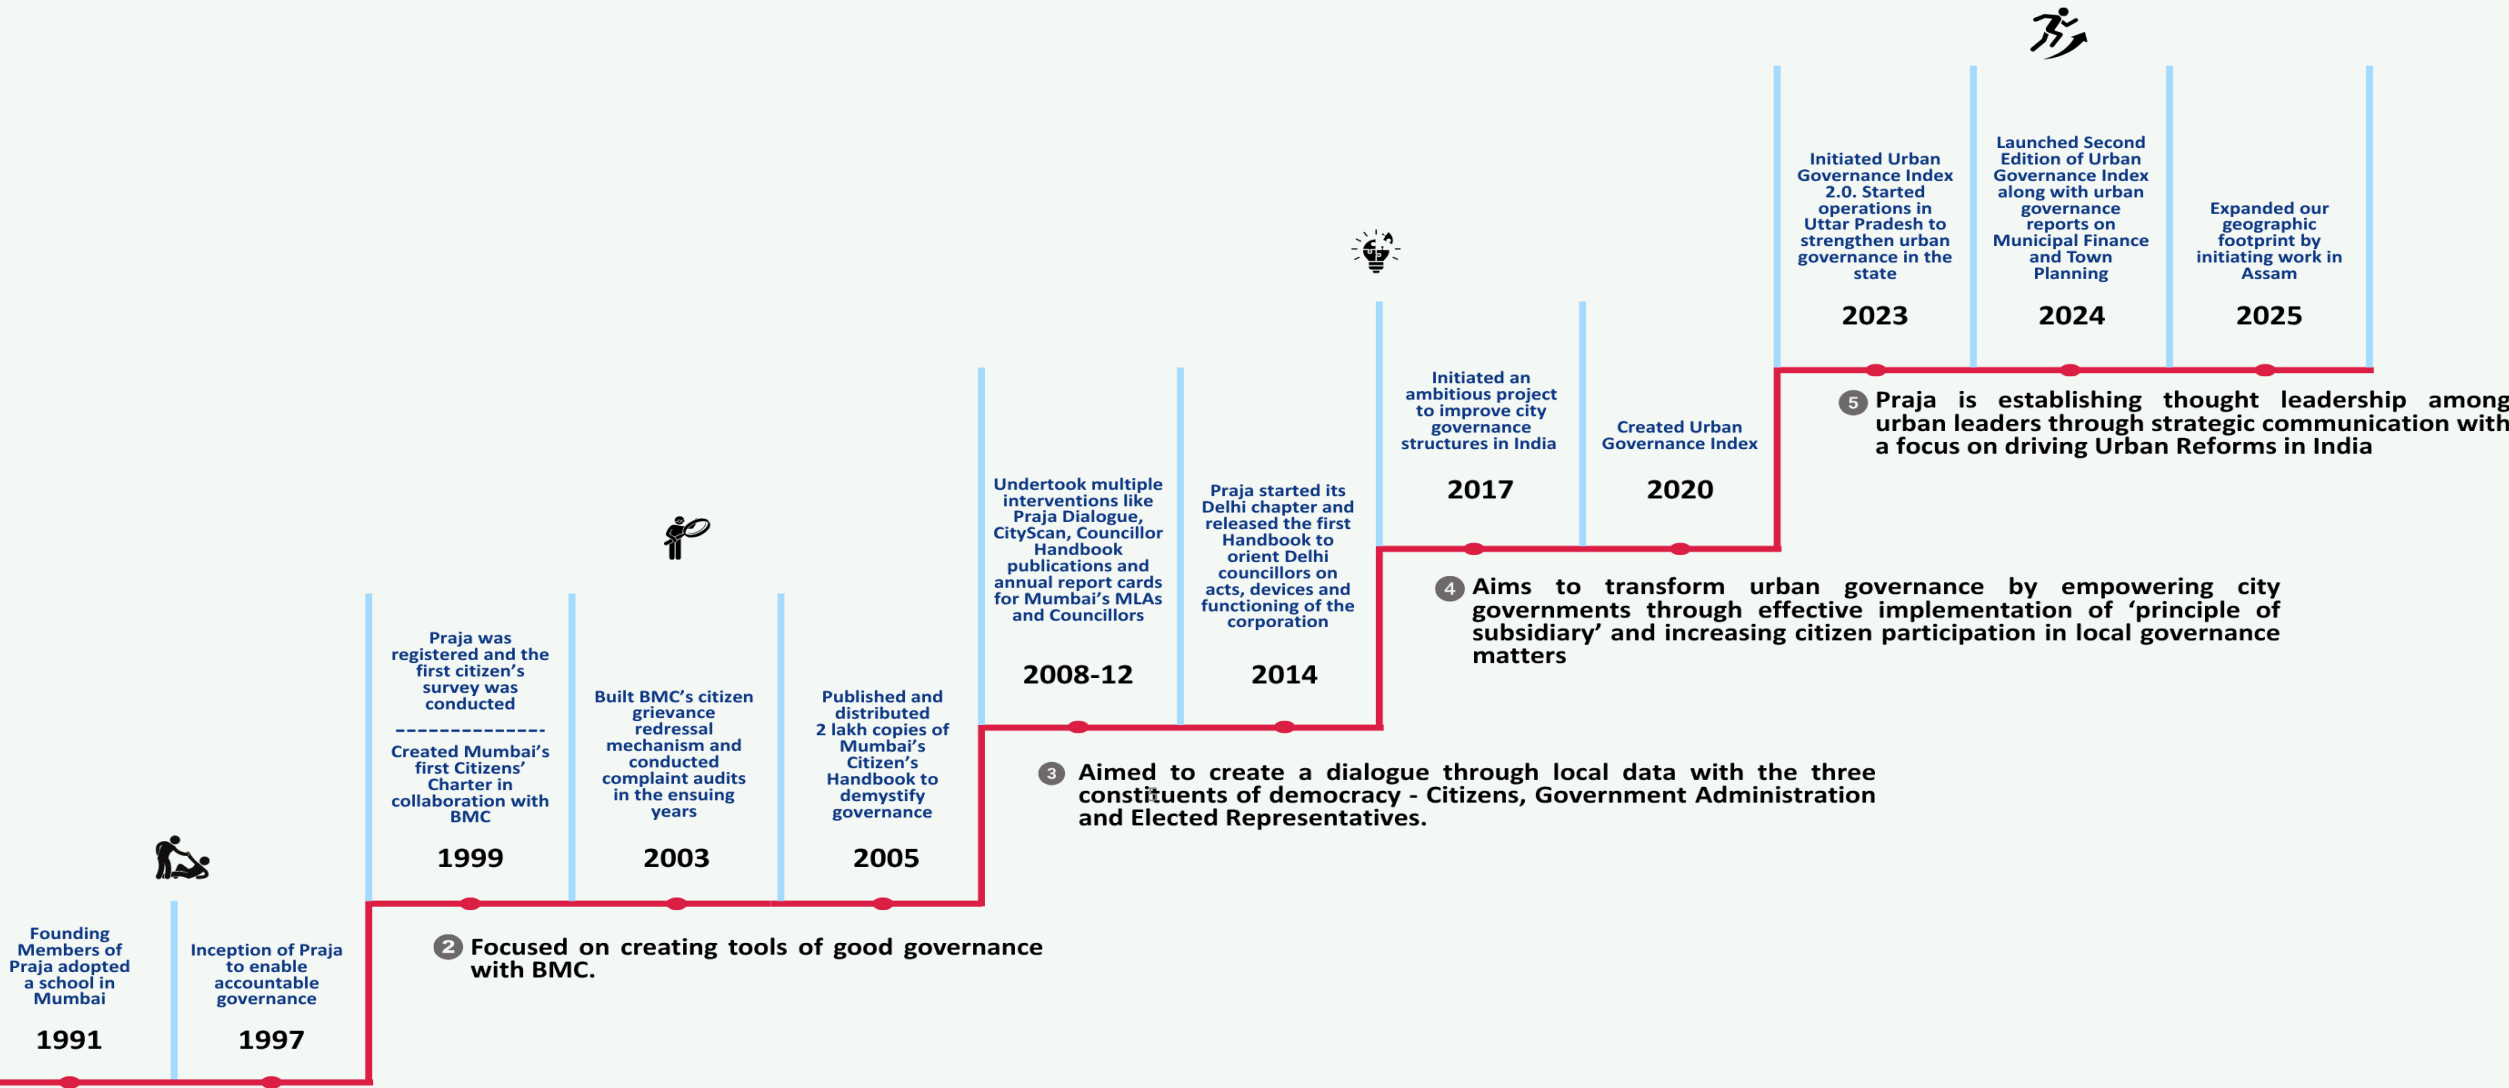 Founding
Members of
Praja adopted
a school in
Mumbai
1991
Inception of Praja
to enable
accountable
governance
1997
Praja was
registered and the
first citizen’s
survey was
conducted
--------------
Created Mumbai’s
first Citizens’
Charter in
collaboration with
BMC
1999
Built BMC’s citizen
grievance
redressal
mechanism and
conducted
complaint audits
in the ensuing
years
2003
Published and
distributed
2 lakh copies of
Mumbai’s
Citizen’s
Handbook to
demystify
governance
2005
2 Focused on creating tools of good governance
with BMC.
Undertook multiple
interventions like
Praja Dialogue,
CityScan, Councillor
Handbook
publications and
annual report cards
for Mumbai’s MLAs
and Councillors
2008-12
Praja started its
Delhi chapter and
released the first
Handbook to
orient Delhi
councillors on
acts, devices and
functioning of the
corporation
2014
3 Aimed to create a dialogue through local data with the three
constituents of democracy - Citizens, Government Administration
and Elected Representatives.
Initiated an
ambitious project
to improve city
governance
structures in India
2017
Created Urban
Governance Index
2020
4 Aims to transform urban governance by empowering city
governments through effective implementation of ‘principle of
subsidiary’ and increasing citizen participation in local governance
matters
Initiated Urban
Governance Index
2.0. Started
operations in
Uttar Pradesh to
strengthen urban
governance in the
state
2023
Launched Second
Edition of Urban
Governance Index
along with urban
governance
reports on
Municipal Finance
and Town
Planning
2024
Expanded our
geographic
footprint by
initiating work in
Assam
2025
5 Praja is establishing thought leadership among
urban leaders through strategic communication with
a focus on driving Urban Reforms in India